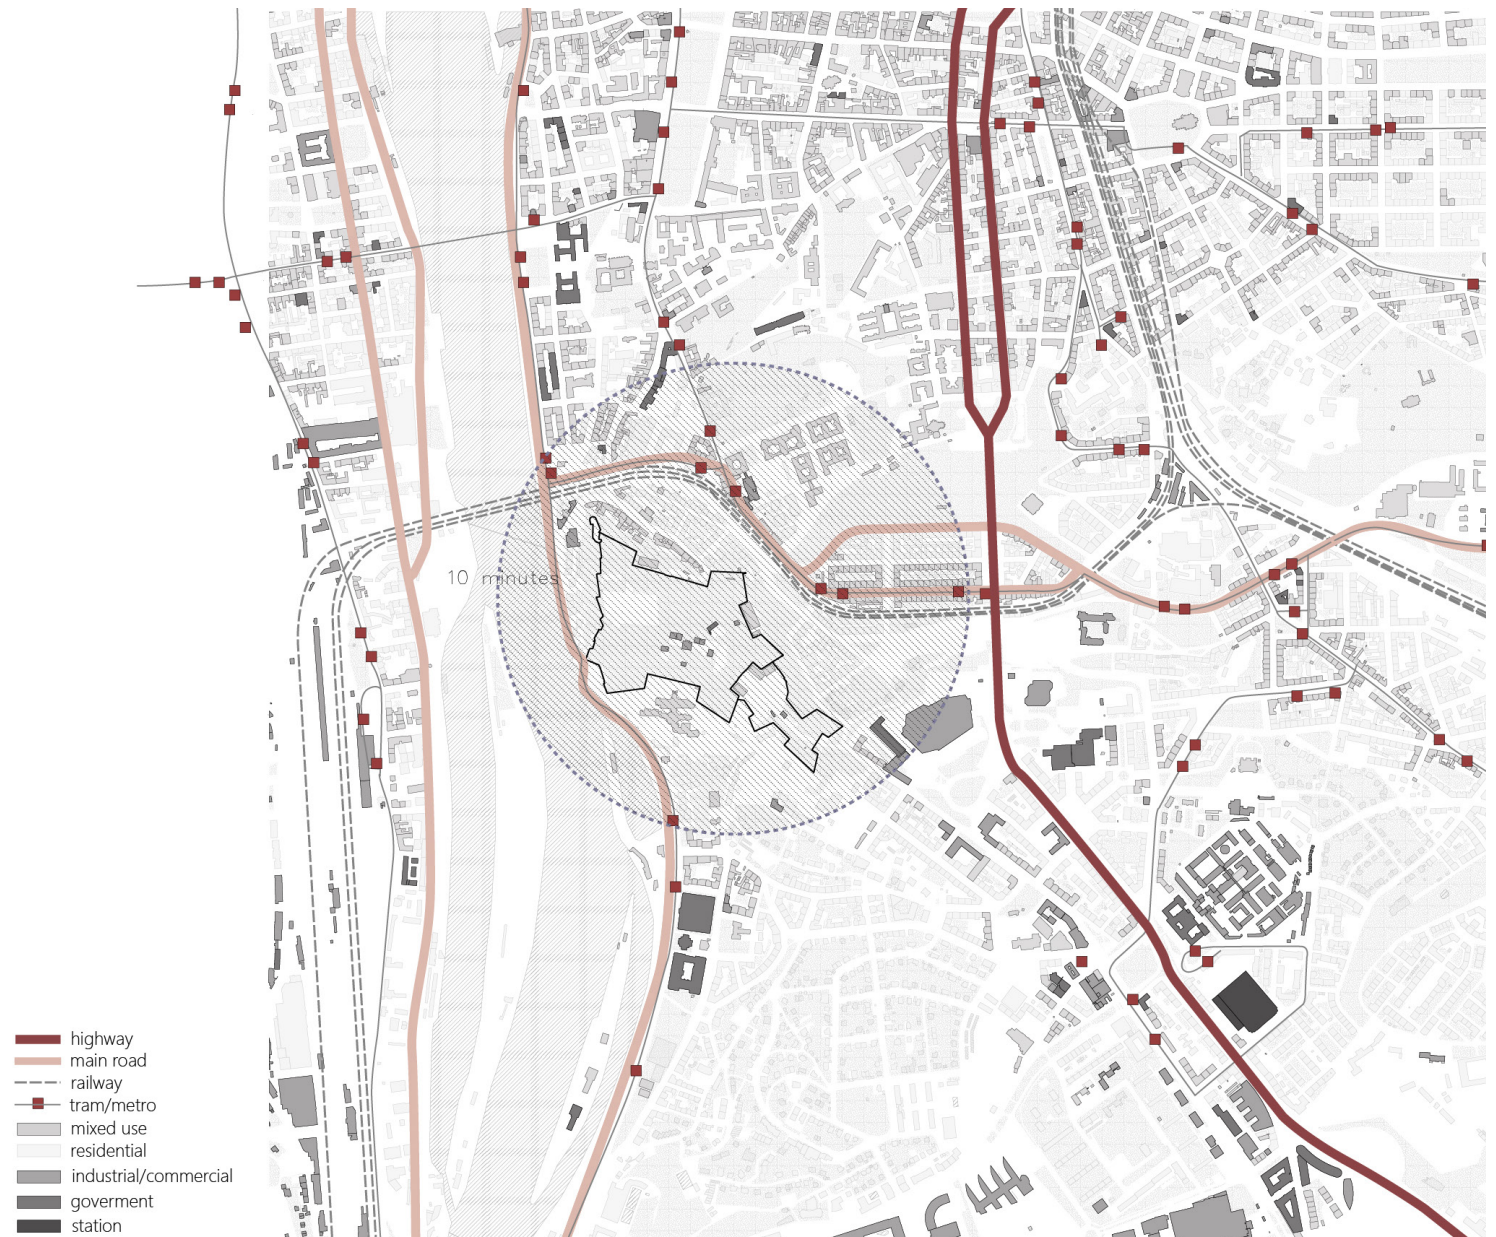 10 minutes
highway
main road
railway
tram/metro
mixed use
residential
industrial/commercial
goverment
station